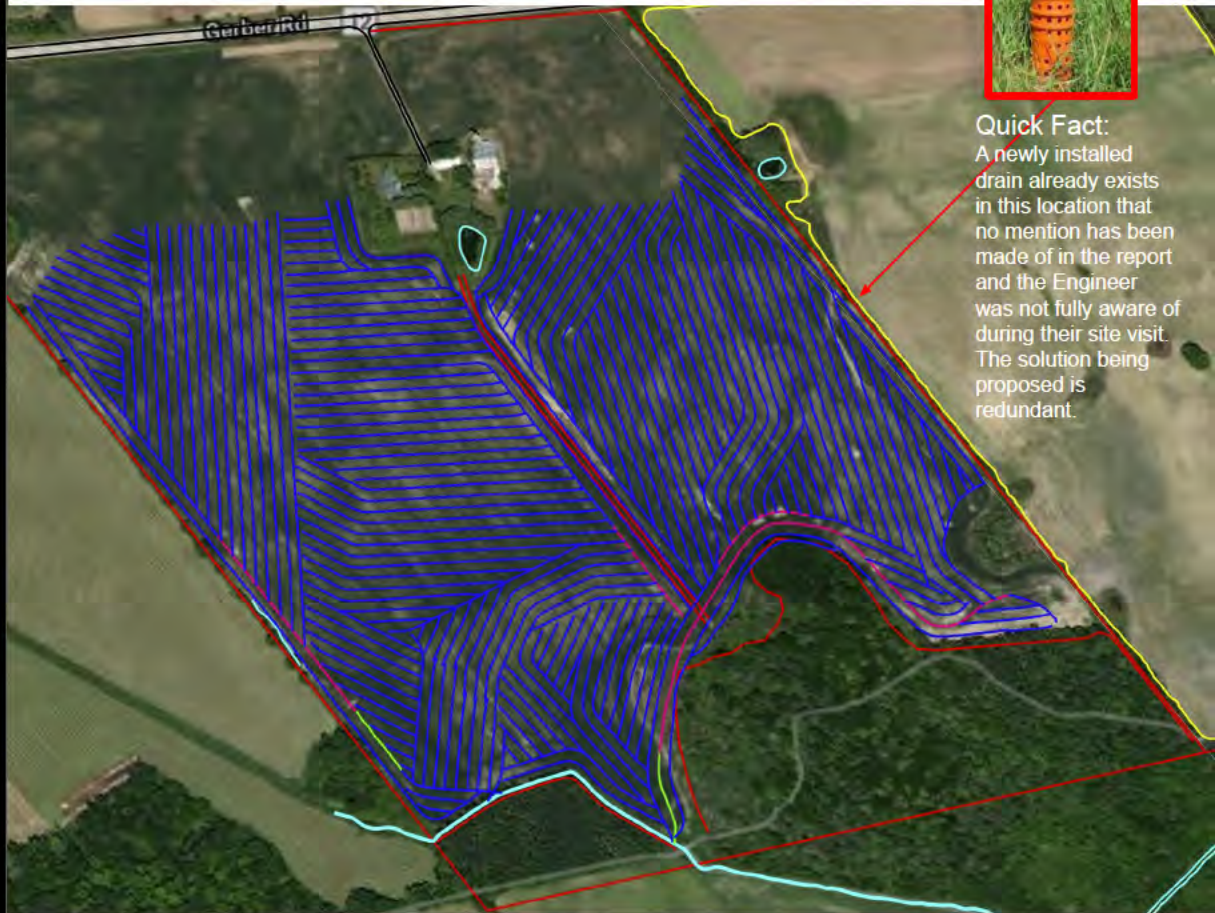 Gerber Rd
12
Quick Fact:
A newly installed
drain already exists
in this location that
no mention has been
made of in the report
and the Engineer
was not fully aware of
during their site visit.
The solution being
proposed is
redundant.